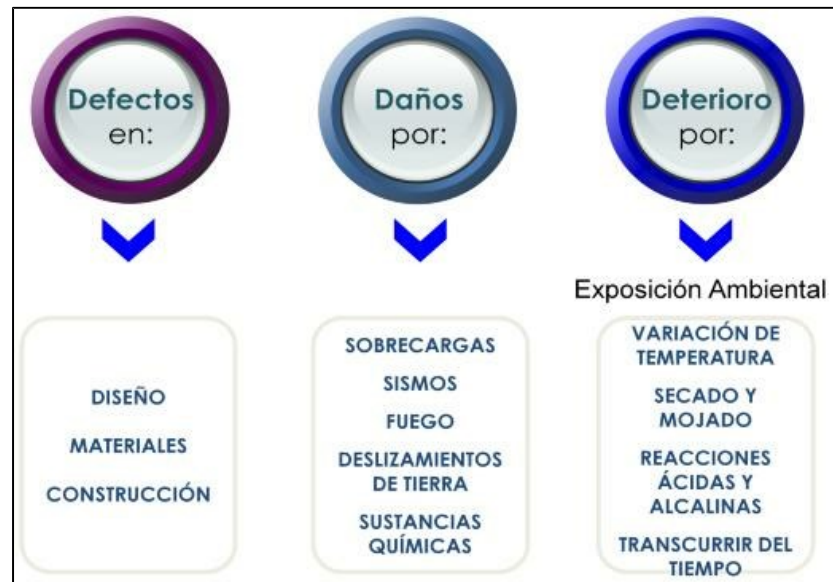 Defectos
en:
DISEÑO
MATERIALES
CONSTRUCCIÓN
Daños
por:
SOBRECARGAS
SISMOS
FUEGO
DESLIZAMIENTOS
DE TIERRA
SUSTANCIAS
QUÍMICAS
Deterioro
por:
Exposición Ambiental
VARIACIÓN DE
TEMPERATURA
SECADO Y
MOJADO
REACCIONES
ÁCIDAS Y
ALCALINAS
TRANSCURRIR DEL
TIEMPO